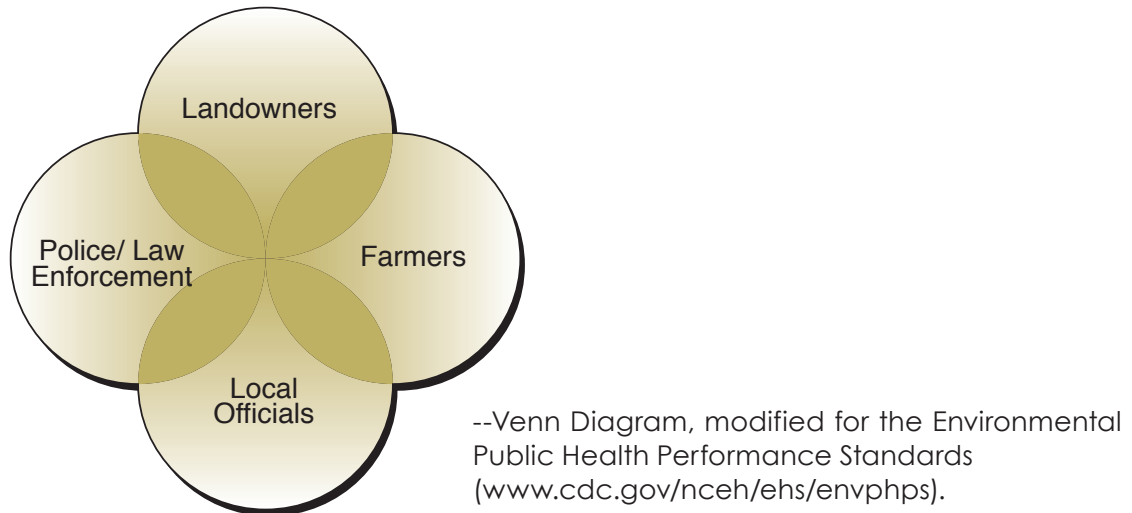 Landowners
Police/ Law
Enforcement
Farmers
Local
Officials
--Venn Diagram, modified for the Environmental
Public Health Performance Standards
(www.cdc.gov/nceh/ehs/envphps).